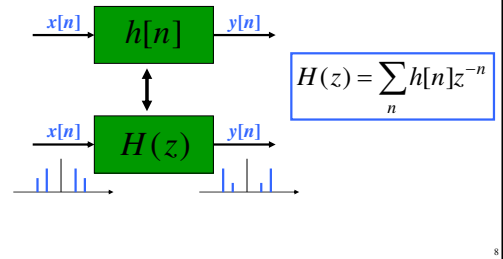 x[n] h[n] y[n]
H(z) = ∑ₙ h[n]z⁻ⁿ
x[n] H(z) y[n]
8